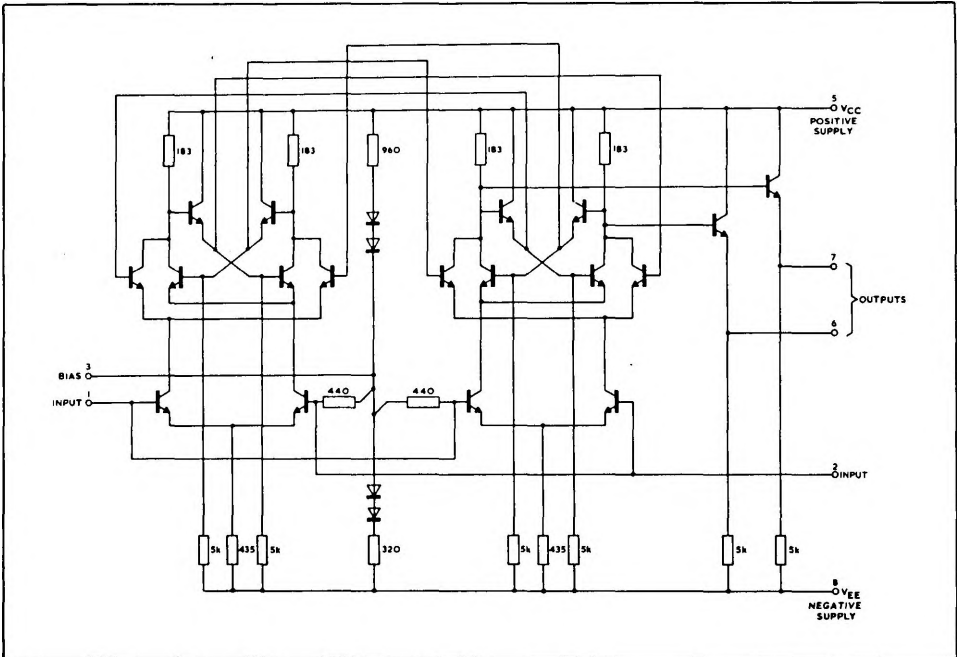 5
VCC
POSITIVE
SUPPLY
183
183
960
183
183
7
OUTPUTS
6
BIAS 3
INPUT 1
440
440
2
INPUT
5k
435
5k
320
5k
435
5k
5k
5k
8
VEE
NEGATIVE
SUPPLY